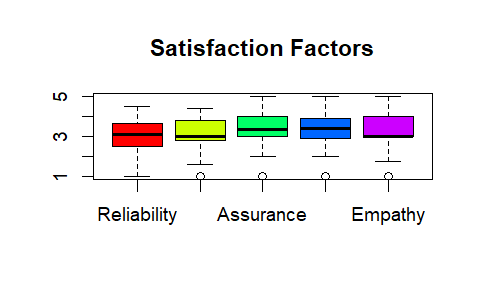 Satisfaction Factors
5
3
1
Reliability Assurance Empathy